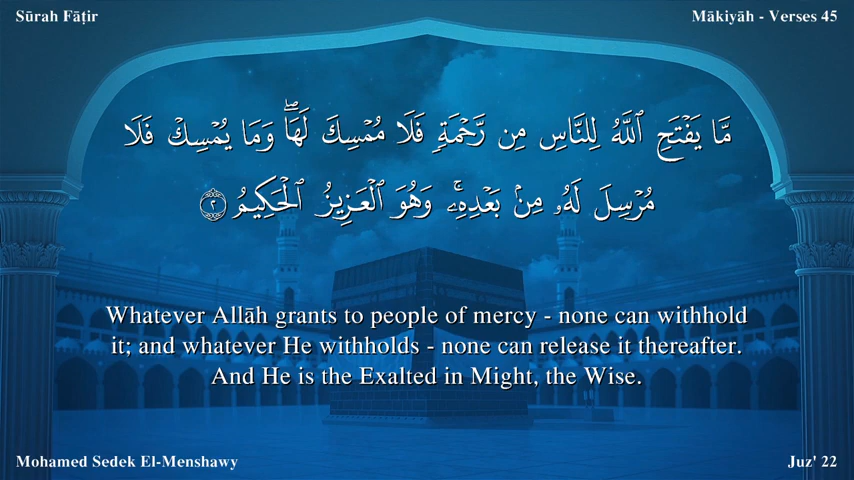 Sūrah Fāṭir
Mākiyāh - Verses 45
مَّا يَفْتَحِ ٱللَّهُ لِلنَّاسِ مِن رَّحْمَةٍ فَلَا مُمْسِكَ لَهَا ۖ وَمَا يُمْسِكْ فَلَا
مُرْسِلَ لَهُۥ مِنۢ بَعْدِهِۦ ۚ وَهُوَ ٱلْعَزِيزُ ٱلْحَكِيمُ ٢
Whatever Allāh grants to people of mercy - none can withhold
it; and whatever He withholds - none can release it thereafter.
And He is the Exalted in Might, the Wise.
Mohamed Sedek El-Menshawy
Juz' 22